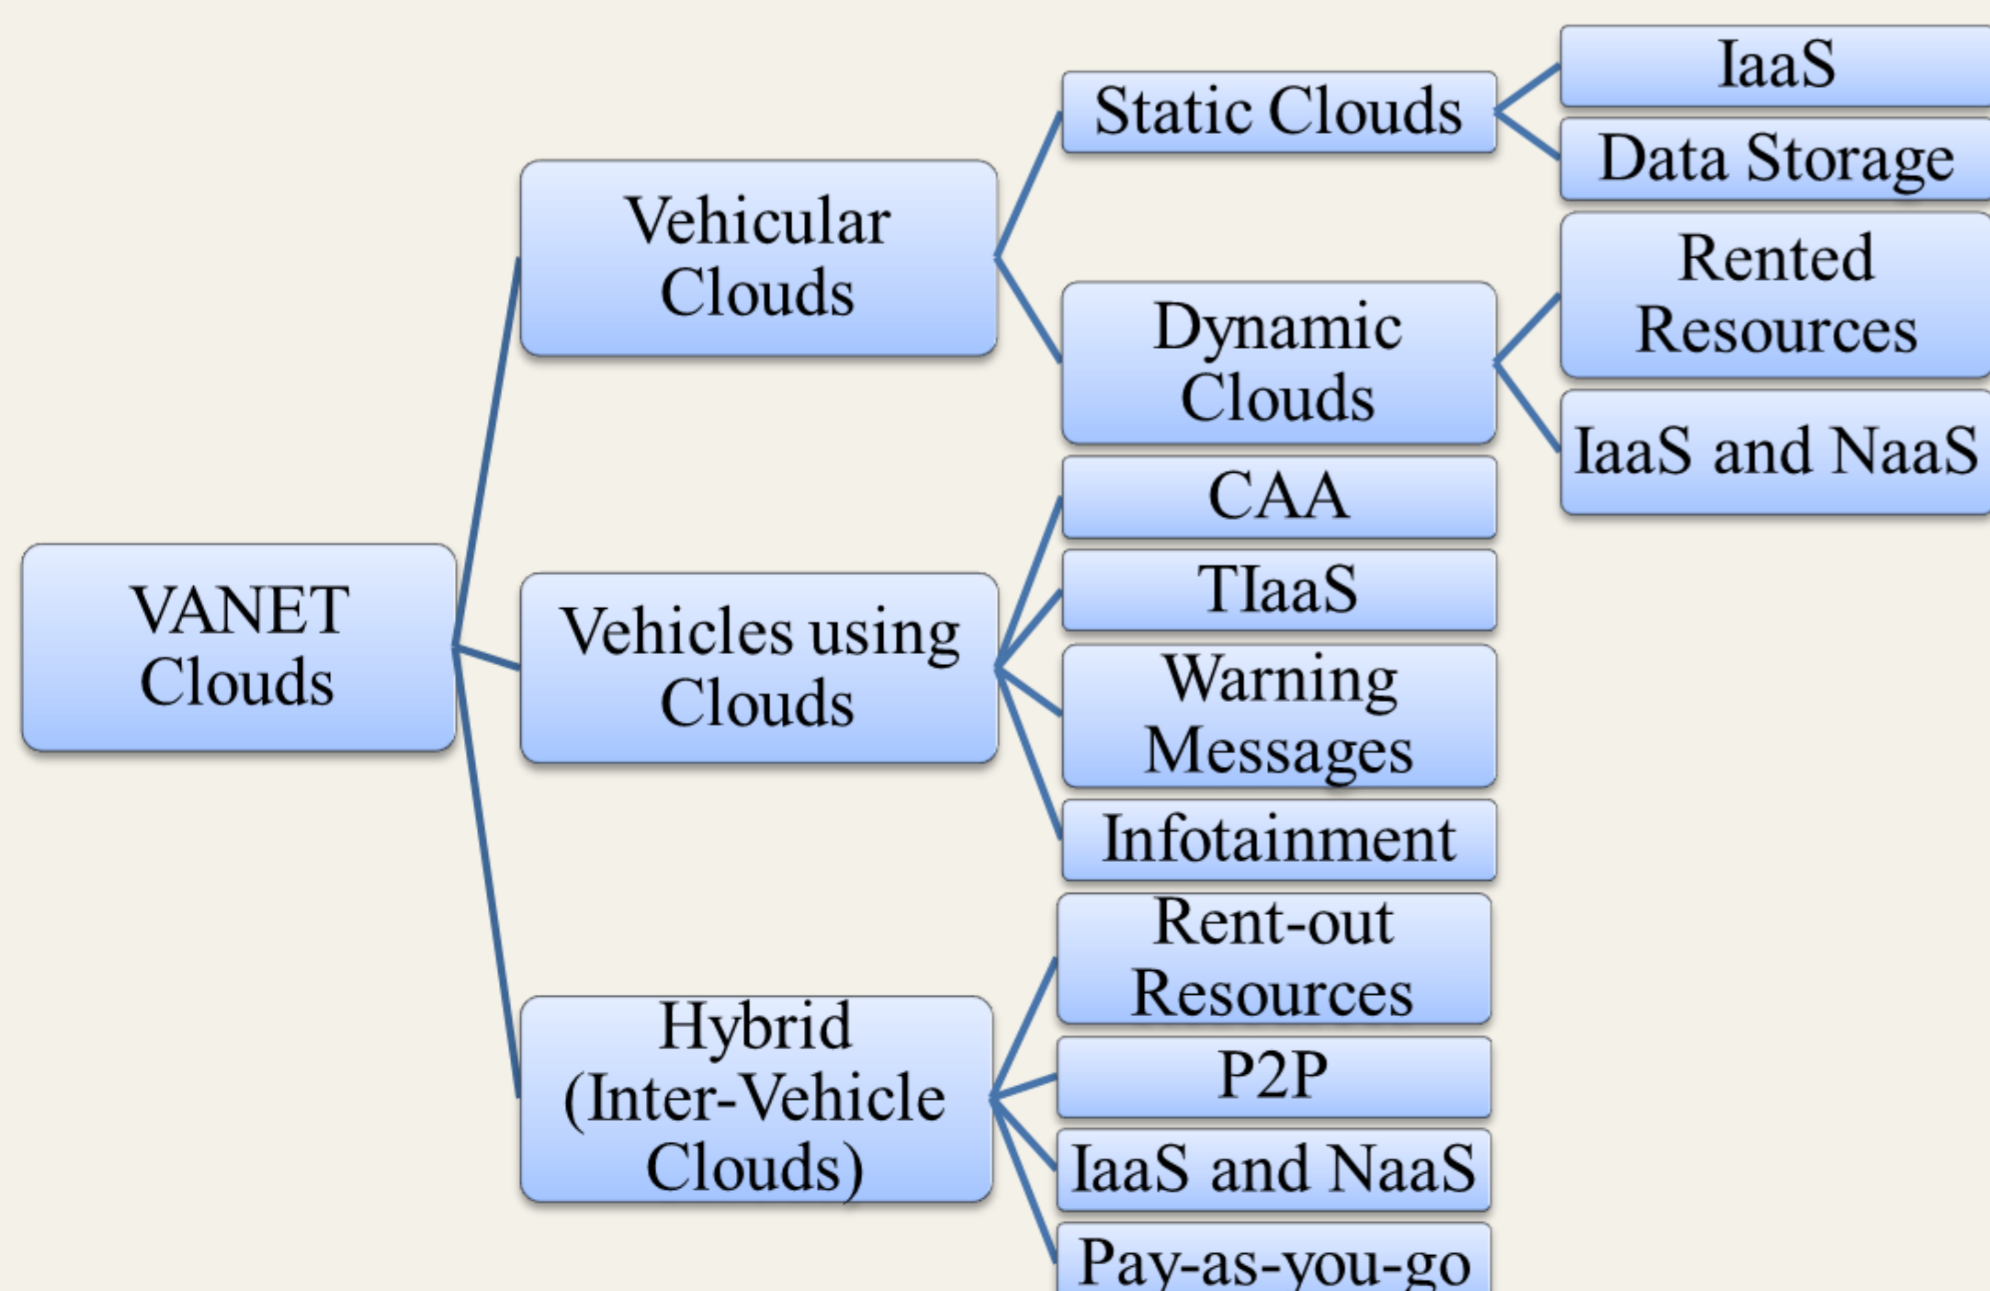 VANET
Clouds
Vehicular
Clouds
Static Clouds
IaaS
Data Storage
Dynamic
Clouds
Rented
Resources
IaaS and NaaS
Vehicles using
Clouds
CAA
TIaaS
Warning
Messages
Infotainment
Hybrid
(Inter-Vehicle
Clouds)
Rent-out
Resources
P2P
IaaS and NaaS
Pay-as-you-go